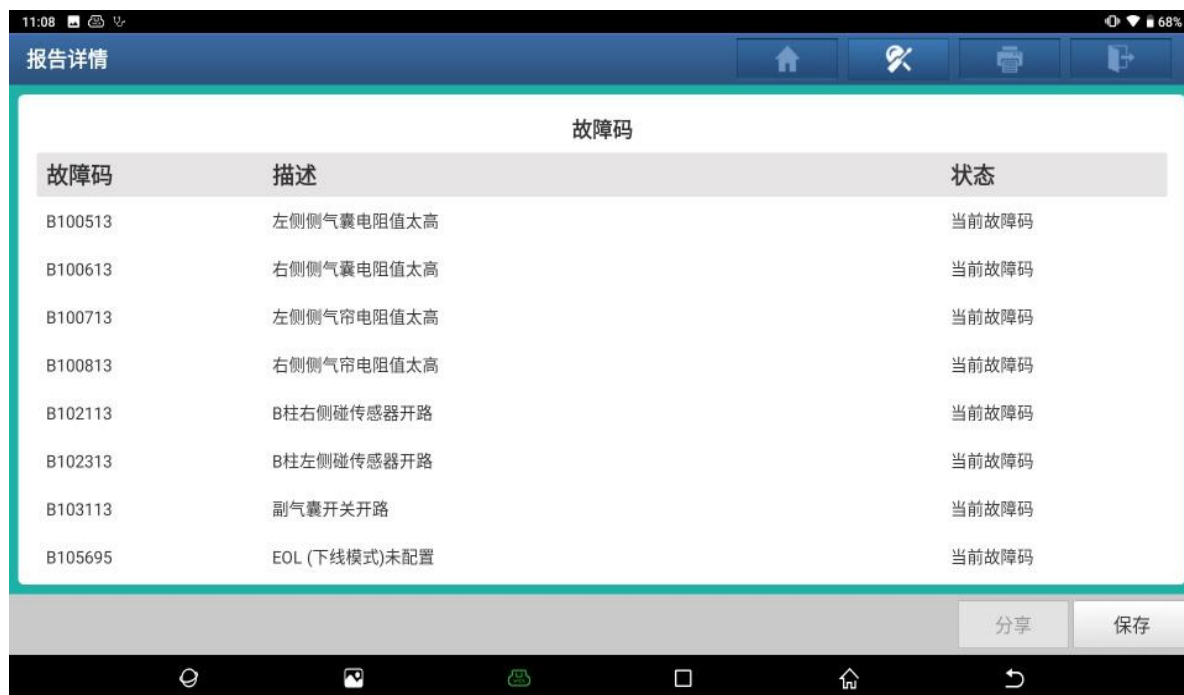 11:08
68%
报告详情
故障码
故障码 描述 状态
B100513 左侧侧气囊电阻值太高 当前故障码
B100613 右侧侧气囊电阻值太高 当前故障码
B100713 左侧侧气帘电阻值太高 当前故障码
B100813 右侧侧气帘电阻值太高 当前故障码
B102113 B柱右侧碰传感器开路 当前故障码
B102313 B柱左侧碰传感器开路 当前故障码
B103113 副气囊开关开路 当前故障码
B105695 EOL (下线模式)未配置 当前故障码
分享 保存